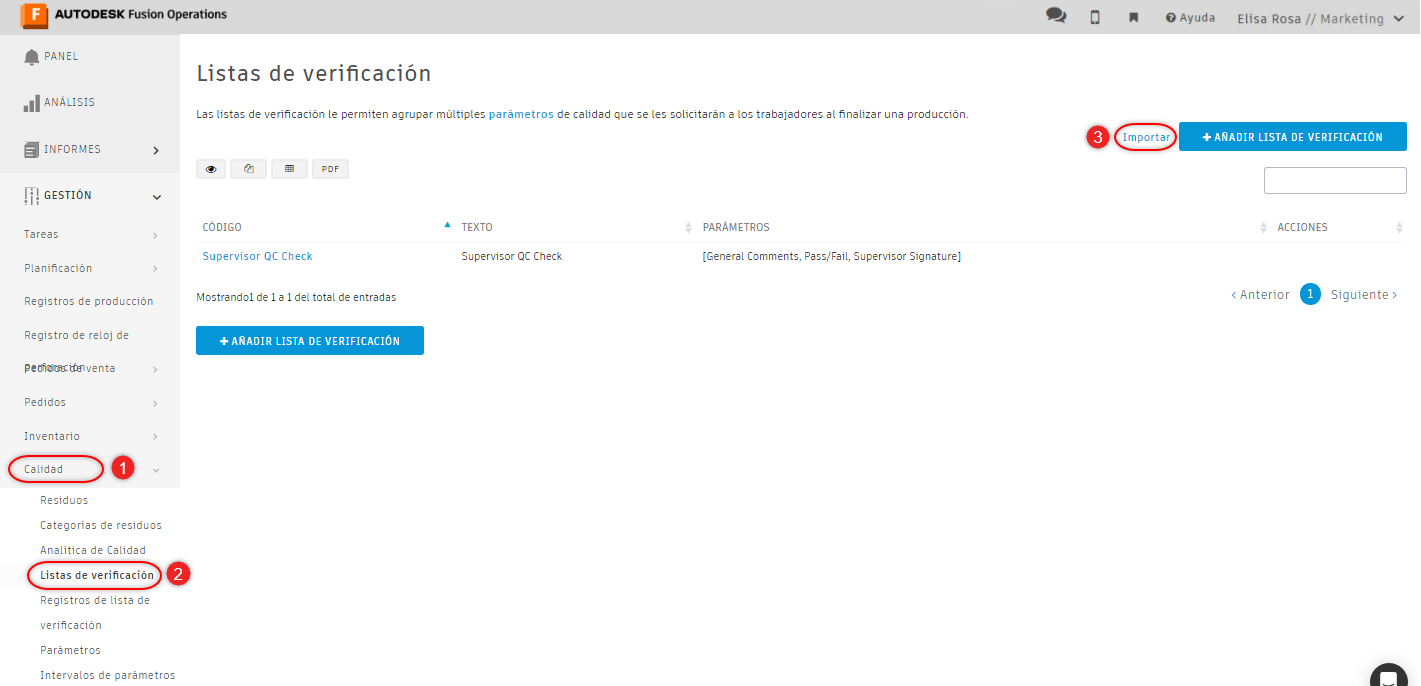 F AUTODESK Fusion Operations
Ayuda
Elisa Rosa // Marketing
PANEL
ANÁLISIS
INFORMES
GESTIÓN
Tareas
Planificación
Registros de producción
Registro de reloj de
perforación
Pedidos de venta
Pedidos
Inventario
Calidad
1
Residuos
Categorías de residuos
Analítica de Calidad
Listas de verificación
2
Registros de lista de
verificación
Parámetros
Intervalos de parámetros
Listas de verificación
Las listas de verificación le permiten agrupar múltiples parámetros de calidad que se les solicitarán a los trabajadores al finalizar una producción.
3
Importar
+ AÑADIR LISTA DE VERIFICACIÓN
PDF
CÓDIGO TEXTO PARÁMETROS ACCIONES
Supervisor QC Check Supervisor QC Check [General Comments, Pass/Fail, Supervisor Signature]
Mostrando1 de 1 a 1 del total de entradas
‹ Anterior 1 Siguiente ›
+ AÑADIR LISTA DE VERIFICACIÓN